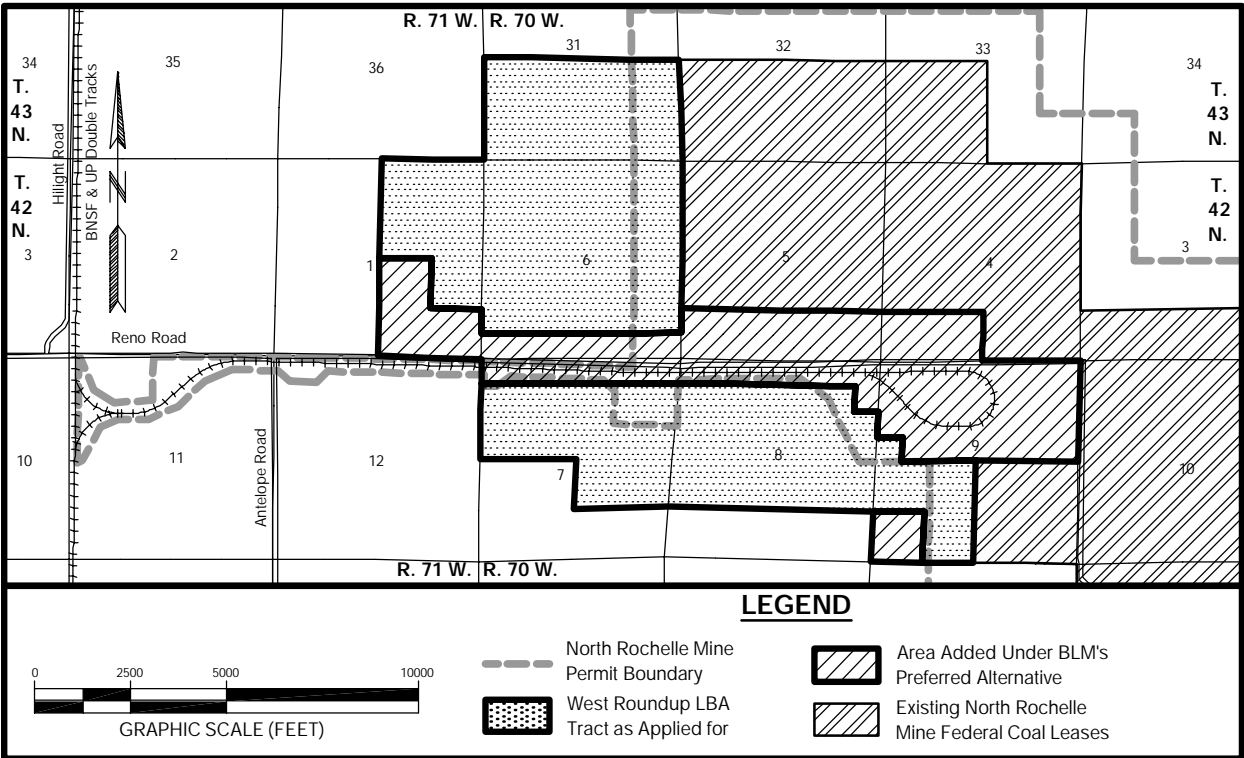 R. 71 W. R. 70 W.
34
35
36
31
32
33
34
T.
43
N.
T.
43
N.
Hilight Road
BNSF & UP Double Tracks
N
T.
42
N.
T.
42
N.
3
2
1
6
5
4
3
Reno Road
10
11
12
7
8
9
10
Antelope Road
R. 71 W. R. 70 W.
LEGEND
0 2500 5000 10000
GRAPHIC SCALE (FEET)
North Rochelle Mine
Permit Boundary
West Roundup LBA
Tract as Applied for
Area Added Under BLM's
Preferred Alternative
Existing North Rochelle
Mine Federal Coal Leases